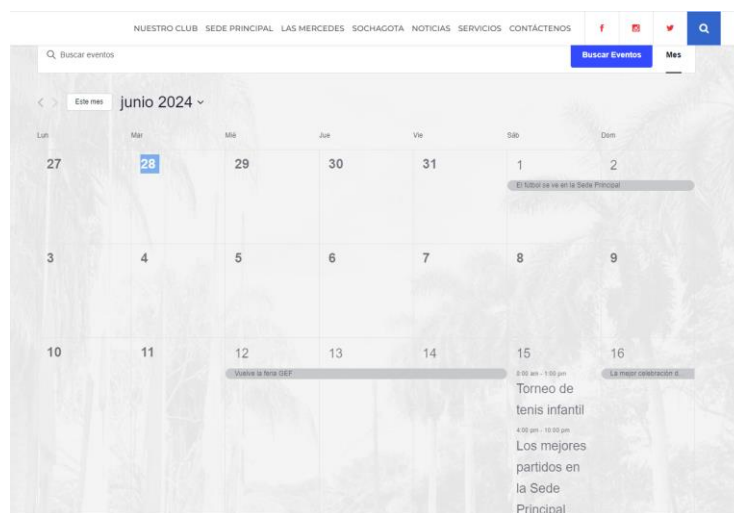 NUESTRO CLUB SEDE PRINCIPAL LAS MERCEDES SOCHAGOTA NOTICIAS SERVICIOS CONTÁCTENOS
Buscar eventos Buscar Eventos Mes
Este mes junio 2024
Lun Mar Mié Jue Vie Sáb Dom
27 28 29 30 31 1 2
El fútbol se ve en la Sede Principal
3 4 5 6 7 8 9
10 11 12 13 14 15 16
Vuelve la feria GEF
8:00 am - 1:00 pm
La mejor celebración d...
Torneo de
tenis infantil
4:00 pm - 10:00 pm
Los mejores
partidos en
la Sede
Principal